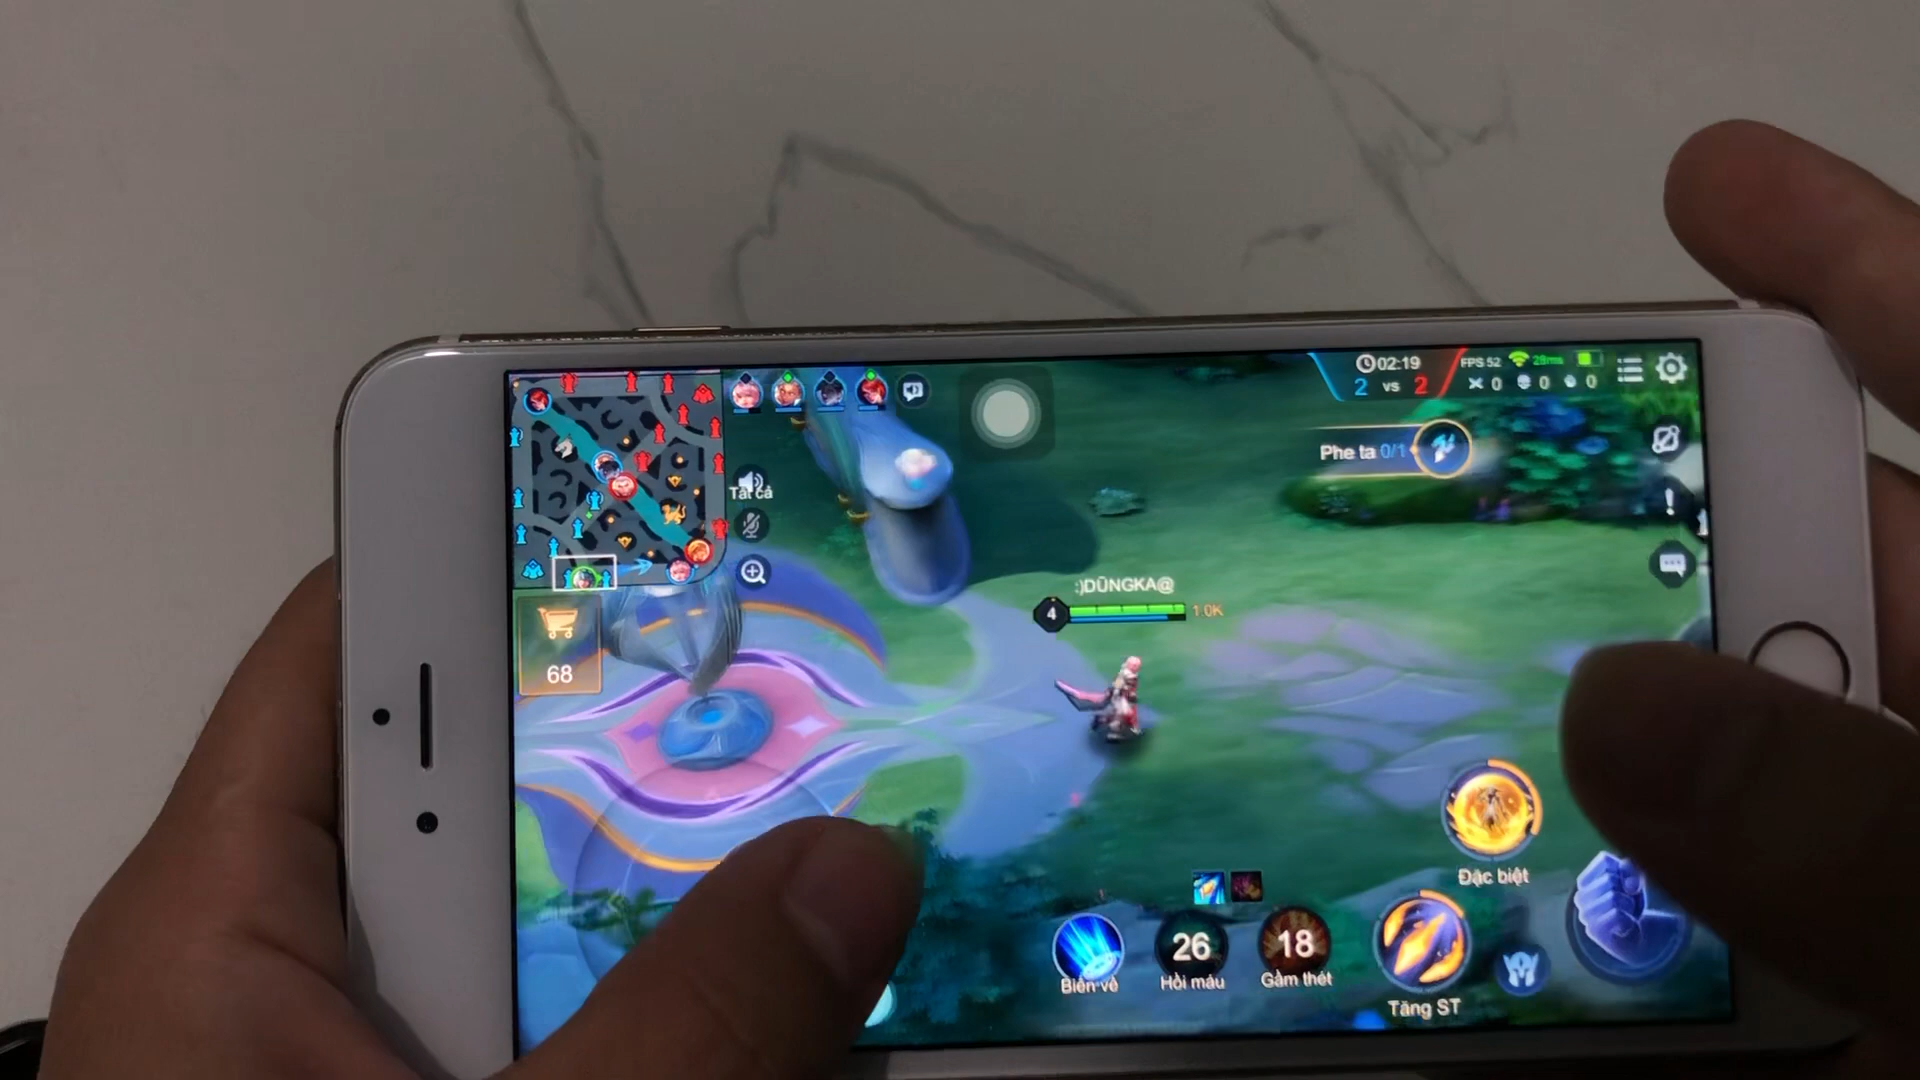 02:19
FPS 52
28ms
2 vs 2
0 0 0
Phe ta 0/1
Tất cả
:)DŨNGKA@
4
1.0K
68
Đặc biệt
26
18
Biến về
Hồi máu
Gầm thét
Tăng ST